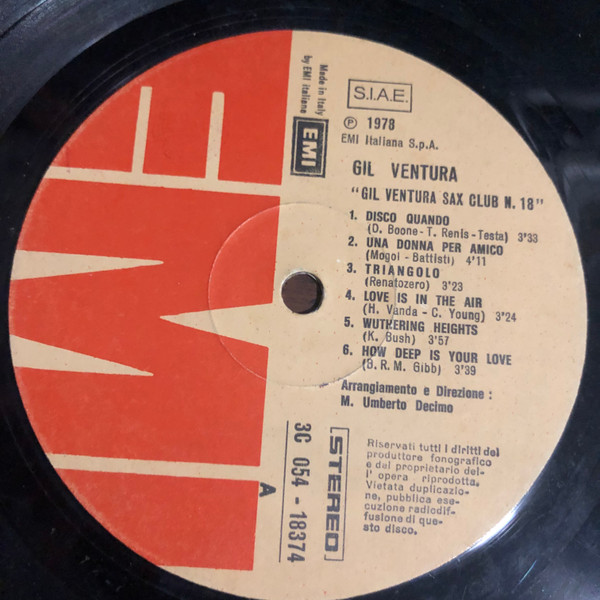 EMI
Made in Italy
by EMI Italiana
EMI
S.I.A.E.
Ⓟ 1978
EMI Italiana S.p.A.
GIL VENTURA
"GIL VENTURA SAX CLUB N. 18"
1. DISCO QUANDO
(D. Boone - T. Renis - Testa) 3'33
2. UNA DONNA PER AMICO
(Mogol - Battisti) 4'11
3. TRIANGOLO
(Renatozero) 3'23
4. LOVE IS IN THE AIR
(H. Vanda - C. Young) 3'24
5. WUTHERING HEIGHTS
(K. Bush) 3'57
6. HOW DEEP IS YOUR LOVE
(B. R. M. Gibb) 3'39
Arrangiamento e Direzione :
M. Umberto Decimo
STEREO
3C 054 - 18374
A
Riservati tutti i diritti del
produttore fonografico
e del proprietario del-
l' opera riprodotta.
Vietata duplicazio-
ne, pubblica ese-
cuzione radiodif-
fusione di que-
sto disco.